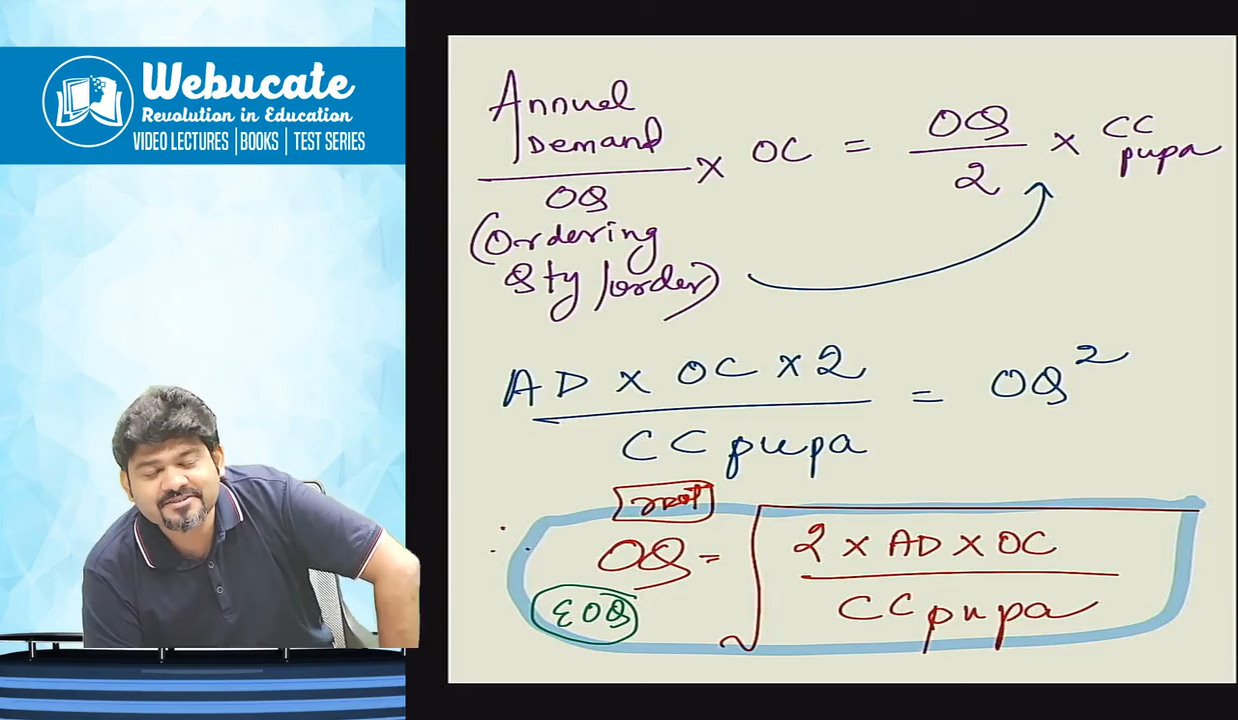 Webucate
Revolution in Education
VIDEO LECTURES | BOOKS | TEST SERIES
Annual
Demand
OQ
(Ordering
Qty/order)
× OC = OQ
2
× CC
pupa
AD × OC × 2
CC pupa
= OQ²
∴ OQ = √
2 × AD × OC
CC pupa
EOQ